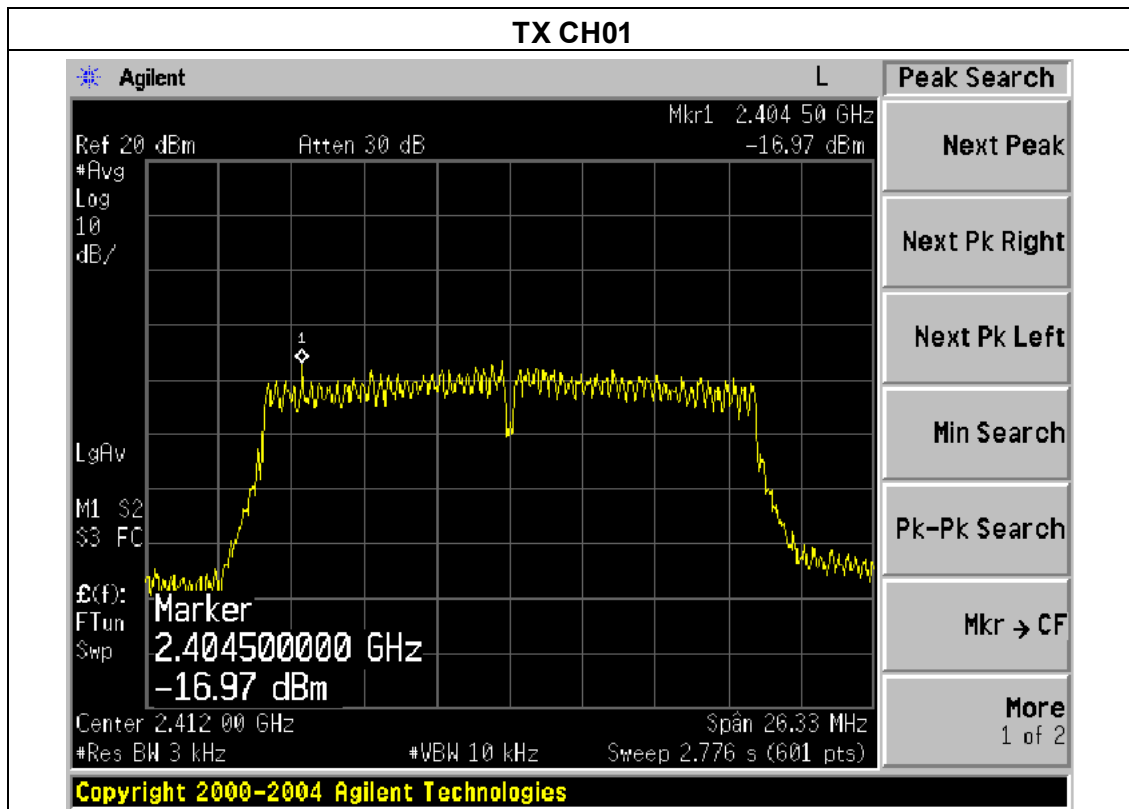 TX CH01
Agilent L Peak Search
Mkr1 2.404 50 GHz
Ref 20 dBm Atten 30 dB -16.97 dBm
#Avg
Log
10
dB/
1
LgAv
M1 S2
S3 FC
£(f):
FTun
Swp
Marker
2.404500000 GHz
-16.97 dBm
Center 2.412 00 GHz Spân 26.33 MHz
#Res BW 3 kHz #VBW 10 kHz Sweep 2.776 s (601 pts)
Next Peak
Next Pk Right
Next Pk Left
Min Search
Pk-Pk Search
Mkr → CF
More
1 of 2
Copyright 2000-2004 Agilent Technologies